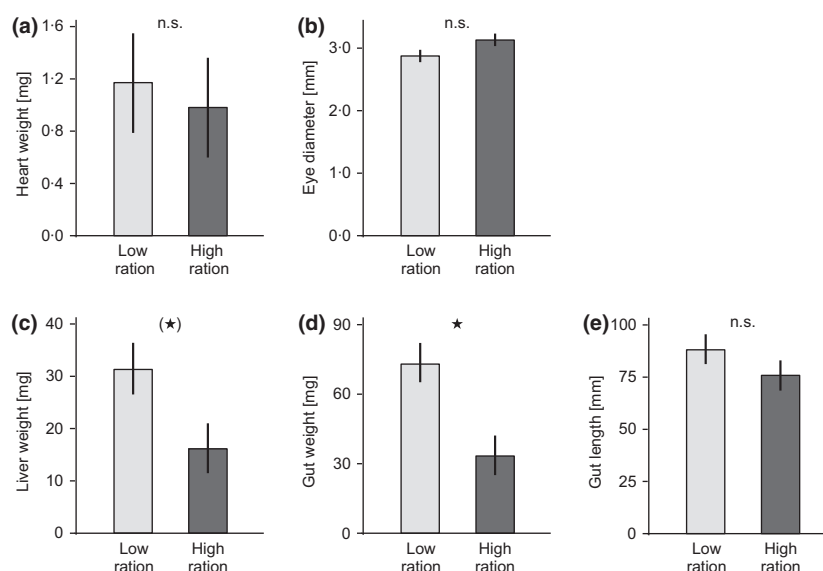 (a)
n.s.
Heart weight [mg]
1·6
1·2
0·8
0·4
0·0
Low
ration
High
ration
(b)
n.s.
Eye diameter [mm]
3·0
2·0
1·0
0·0
Low
ration
High
ration
(c)
(★)
Liver weight [mg]
40
30
20
10
0
Low
ration
High
ration
(d)
★
Gut weight [mg]
90
60
30
0
Low
ration
High
ration
(e)
n.s.
Gut length [mm]
100
75
50
25
0
Low
ration
High
ration